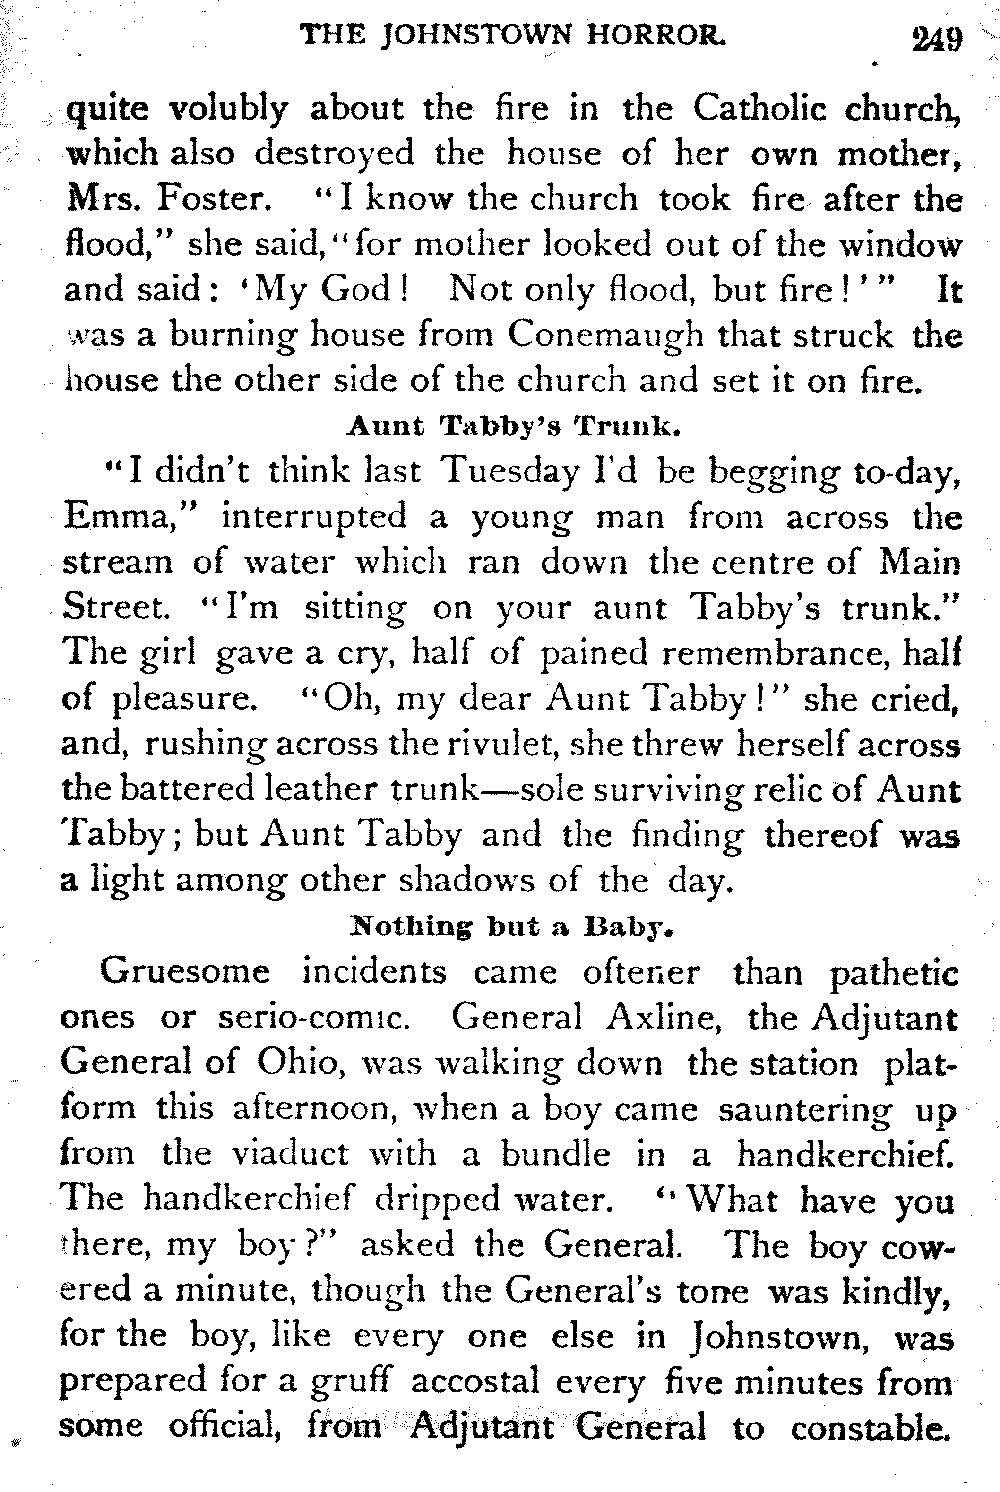 THE JOHNSTOWN HORROR. 249
quite volubly about the fire in the Catholic church,
which also destroyed the house of her own mother,
Mrs. Foster. "I know the church took fire after the
flood," she said, "for mother looked out of the window
and said: 'My God! Not only flood, but fire!'" It
was a burning house from Conemaugh that struck the
house the other side of the church and set it on fire.
Aunt Tabby's Trunk.
"I didn't think last Tuesday I'd be begging to-day,
Emma," interrupted a young man from across the
stream of water which ran down the centre of Main
Street. "I'm sitting on your aunt Tabby's trunk."
The girl gave a cry, half of pained remembrance, half
of pleasure. "Oh, my dear Aunt Tabby!" she cried,
and, rushing across the rivulet, she threw herself across
the battered leather trunk—sole surviving relic of Aunt
Tabby; but Aunt Tabby and the finding thereof was
a light among other shadows of the day.
Nothing but a Baby.
Gruesome incidents came oftener than pathetic
ones or serio-comic. General Axline, the Adjutant
General of Ohio, was walking down the station plat-
form this afternoon, when a boy came sauntering up
from the viaduct with a bundle in a handkerchief.
The handkerchief dripped water. "What have you
there, my boy?" asked the General. The boy cow-
ered a minute, though the General's tone was kindly,
for the boy, like every one else in Johnstown, was
prepared for a gruff accostal every five minutes from
some official, from Adjutant General to constable.